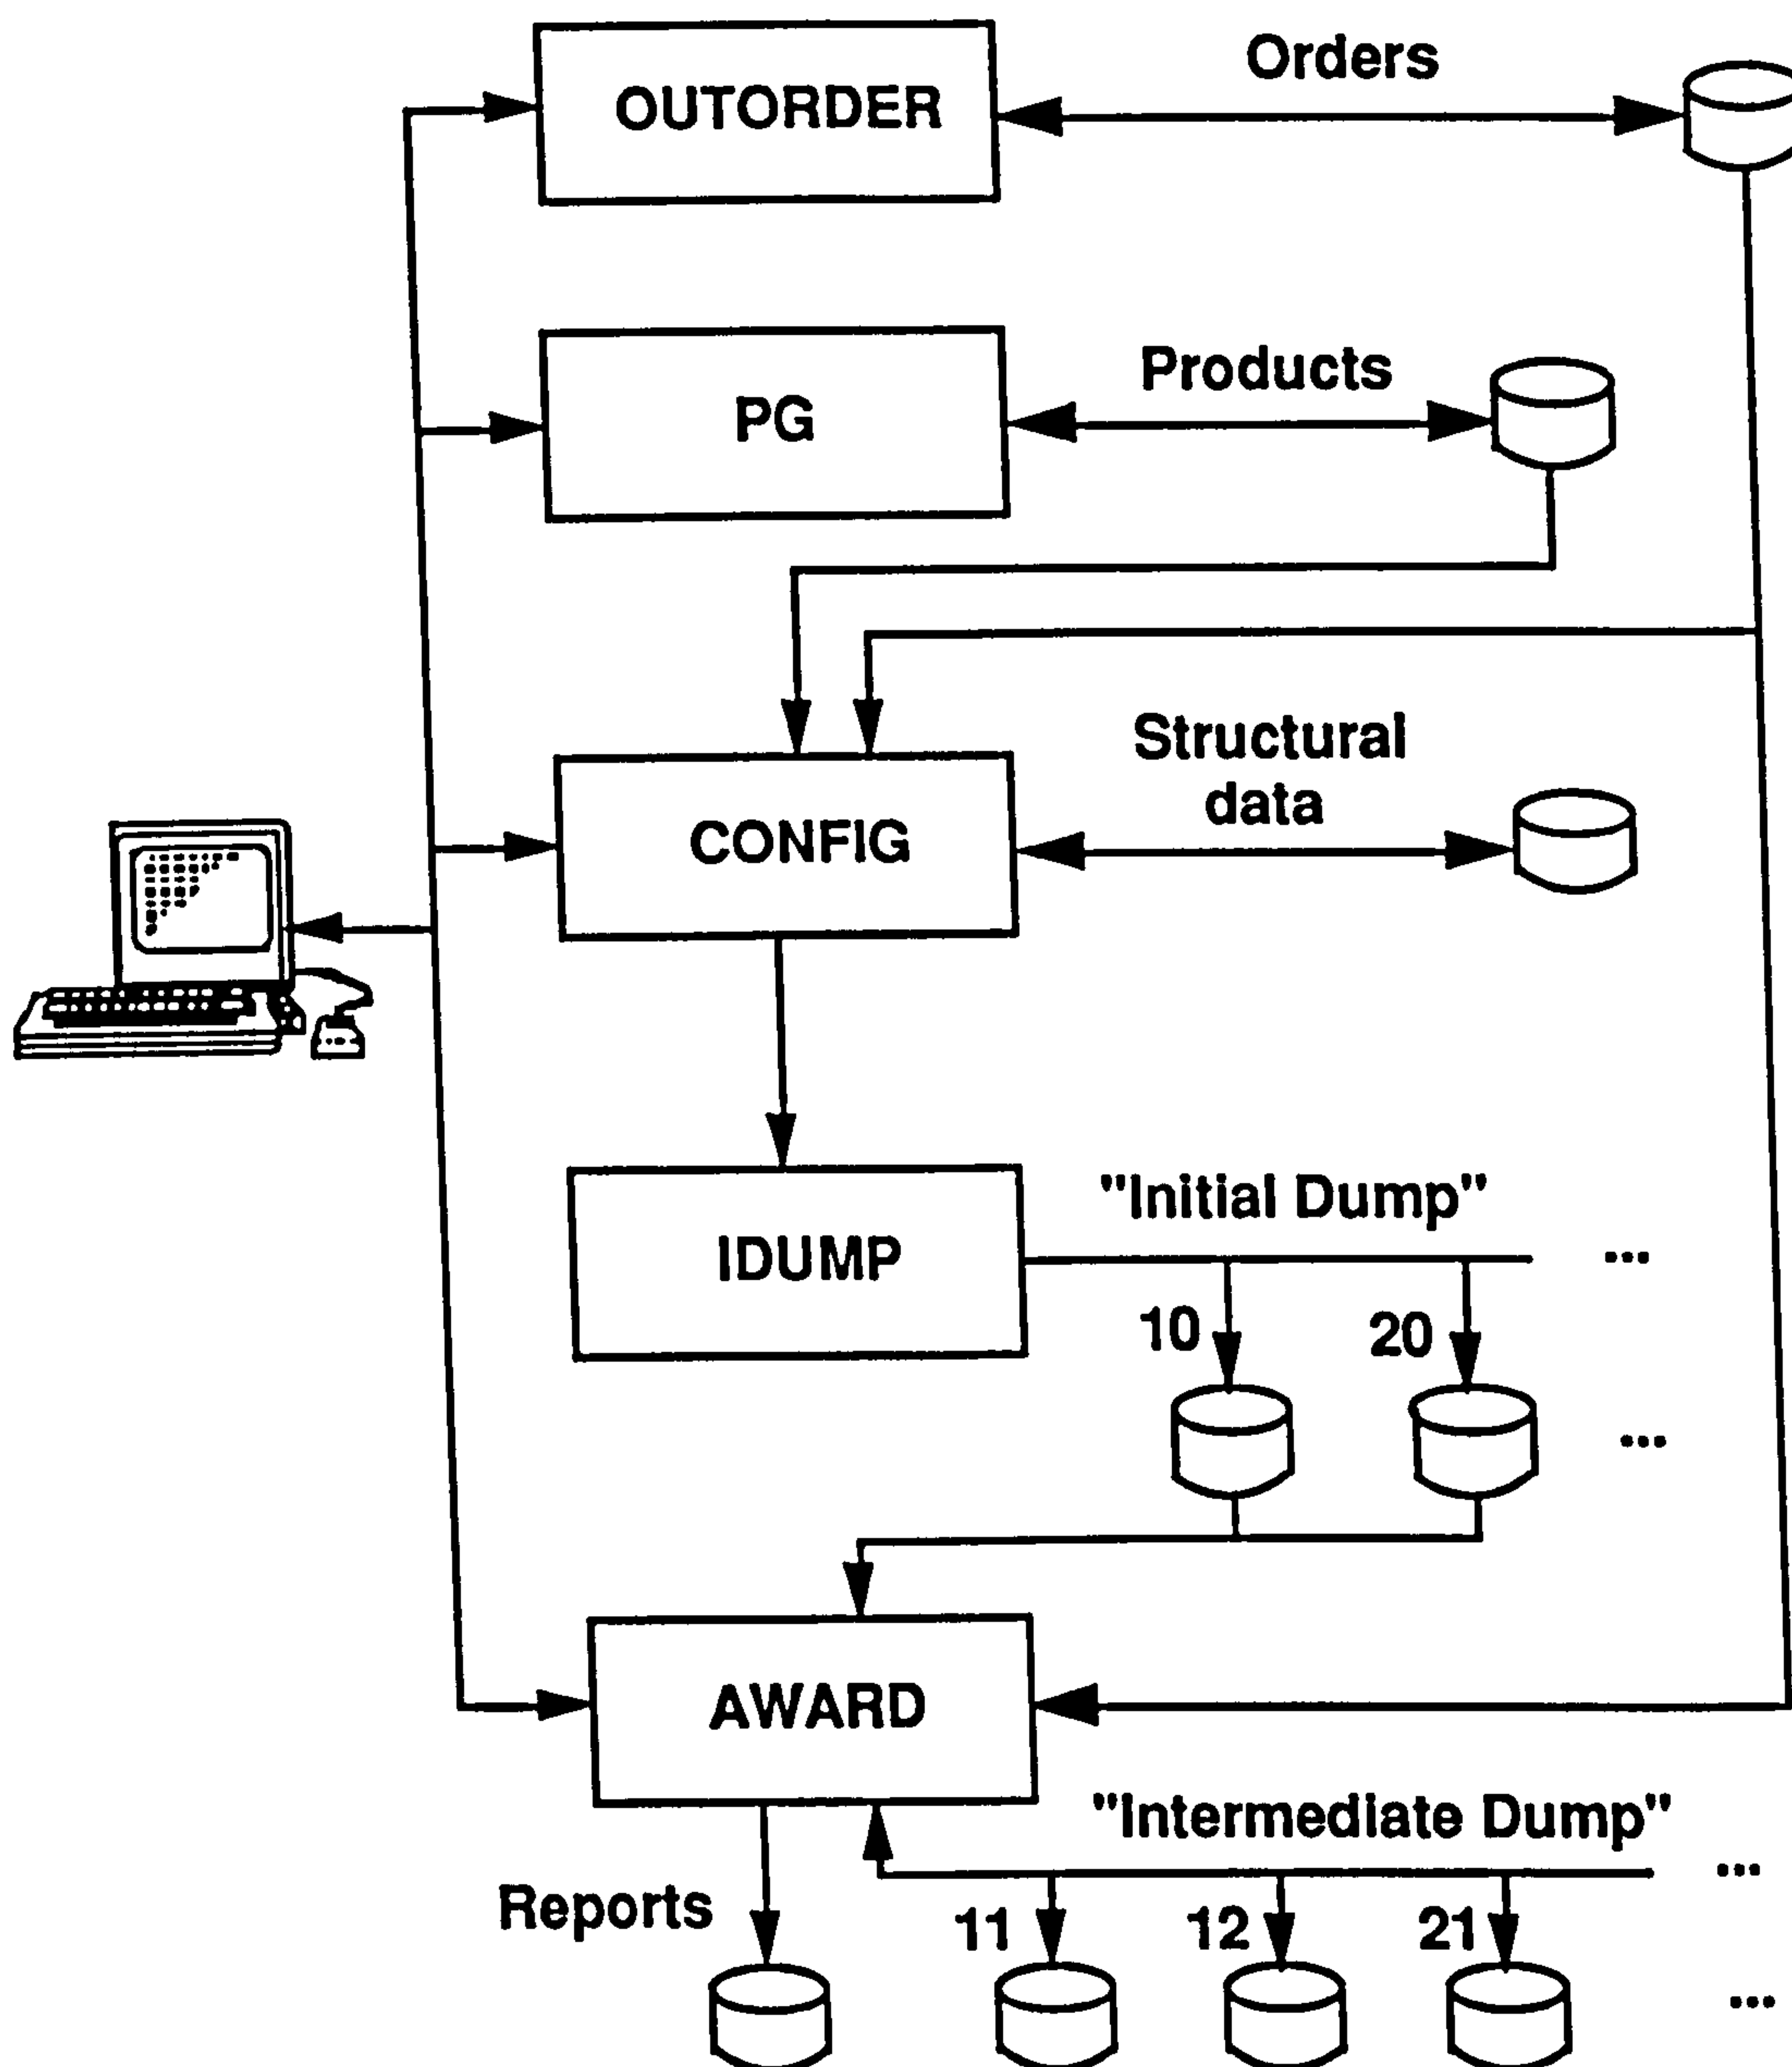 Orders
OUTORDER
Products
PG
Structural
data
CONFIG
"Initial Dump"
IDUMP
...
10
20
...
AWARD
"Intermediate Dump"
...
Reports
11
12
21
...